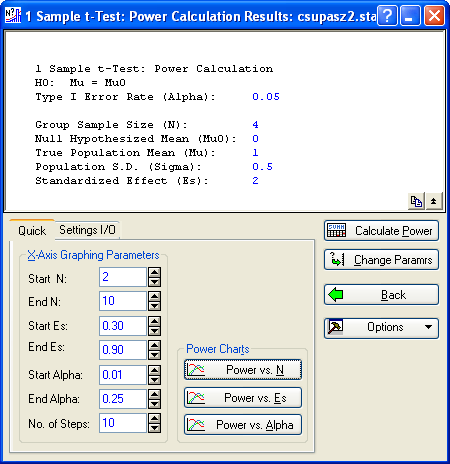 1 Sample t-Test: Power Calculation Results: csupasz2.sta
1 Sample t-Test: Power Calculation
H0: Mu = Mu0
Type I Error Rate (Alpha): 0.05
Group Sample Size (N): 4
Null Hypothesized Mean (Mu0): 0
True Population Mean (Mu): 1
Population S.D. (Sigma): 0.5
Standardized Effect (Es): 2
Quick Settings I/O
X-Axis Graphing Parameters
Start N: 2
End N: 10
Start Es: 0.30
End Es: 0.90
Start Alpha: 0.01
End Alpha: 0.25
No. of Steps: 10
Power Charts
Power vs. N
Power vs. Es
Power vs. Alpha
Calculate Power
Change Paramrs
Back
Options